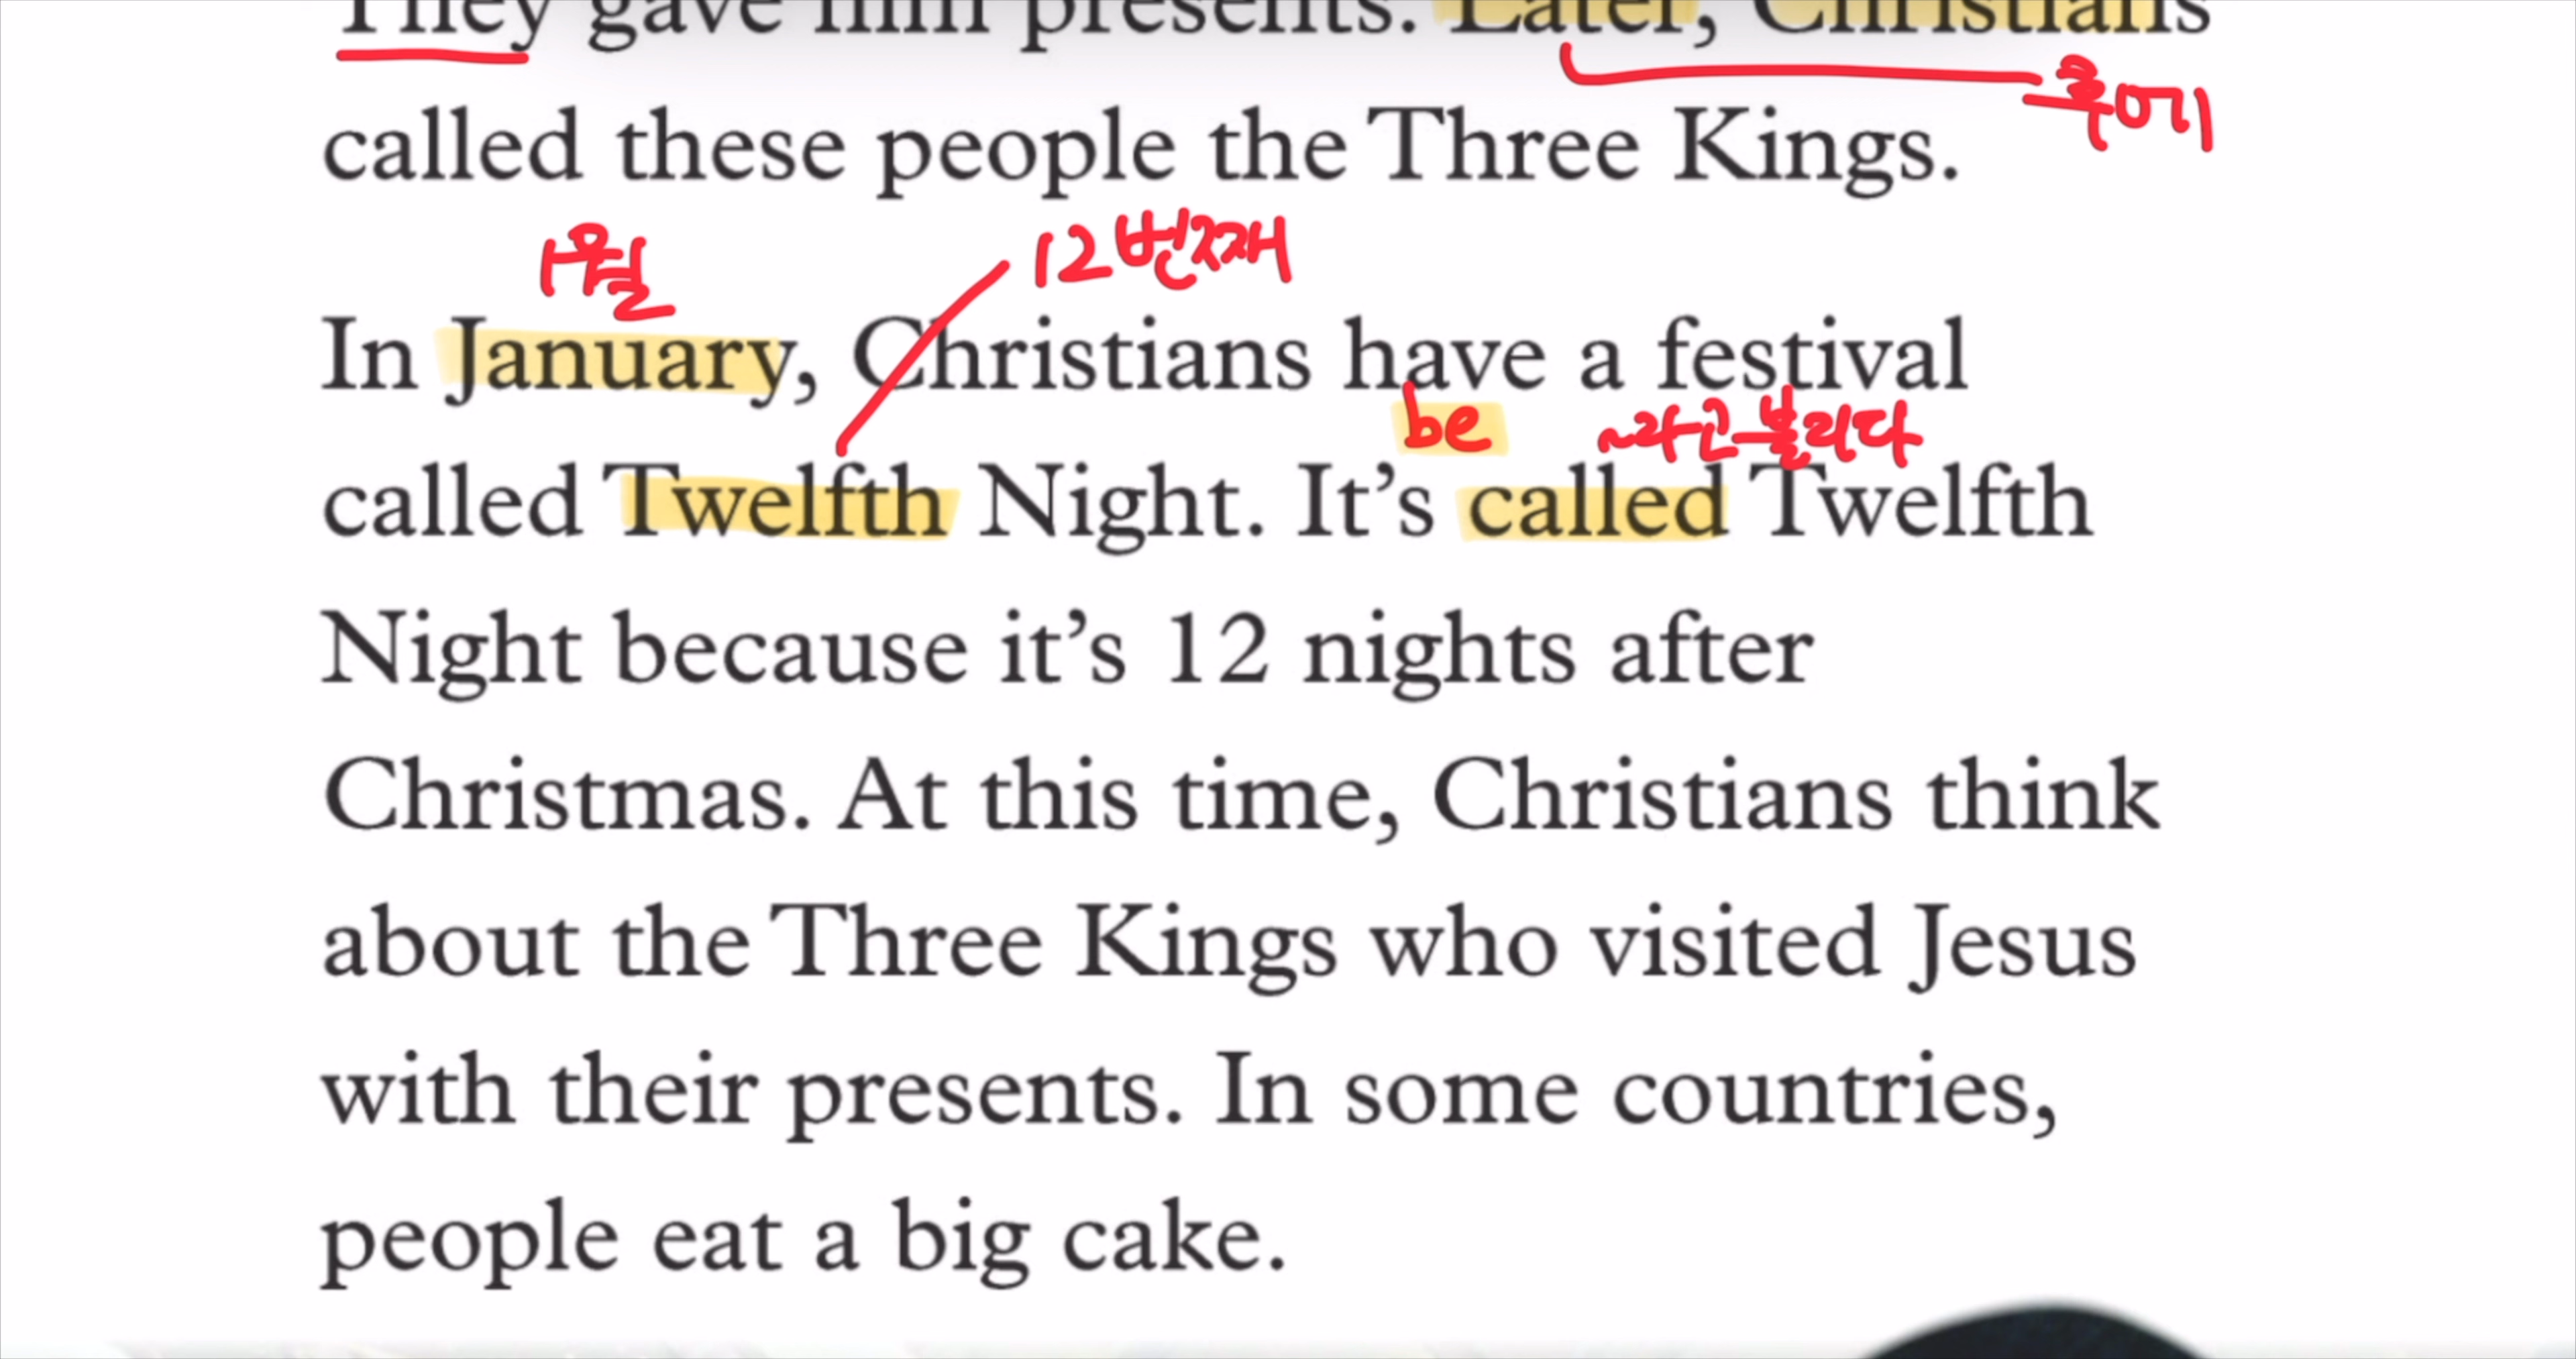 They gave him presents. Later, Christians
후에
called these people the Three Kings.
1월
12번째
In January, Christians have a festival
be ~라고 불리다
called Twelfth Night. It's called Twelfth
Night because it's 12 nights after
Christmas. At this time, Christians think
about the Three Kings who visited Jesus
with their presents. In some countries,
people eat a big cake.